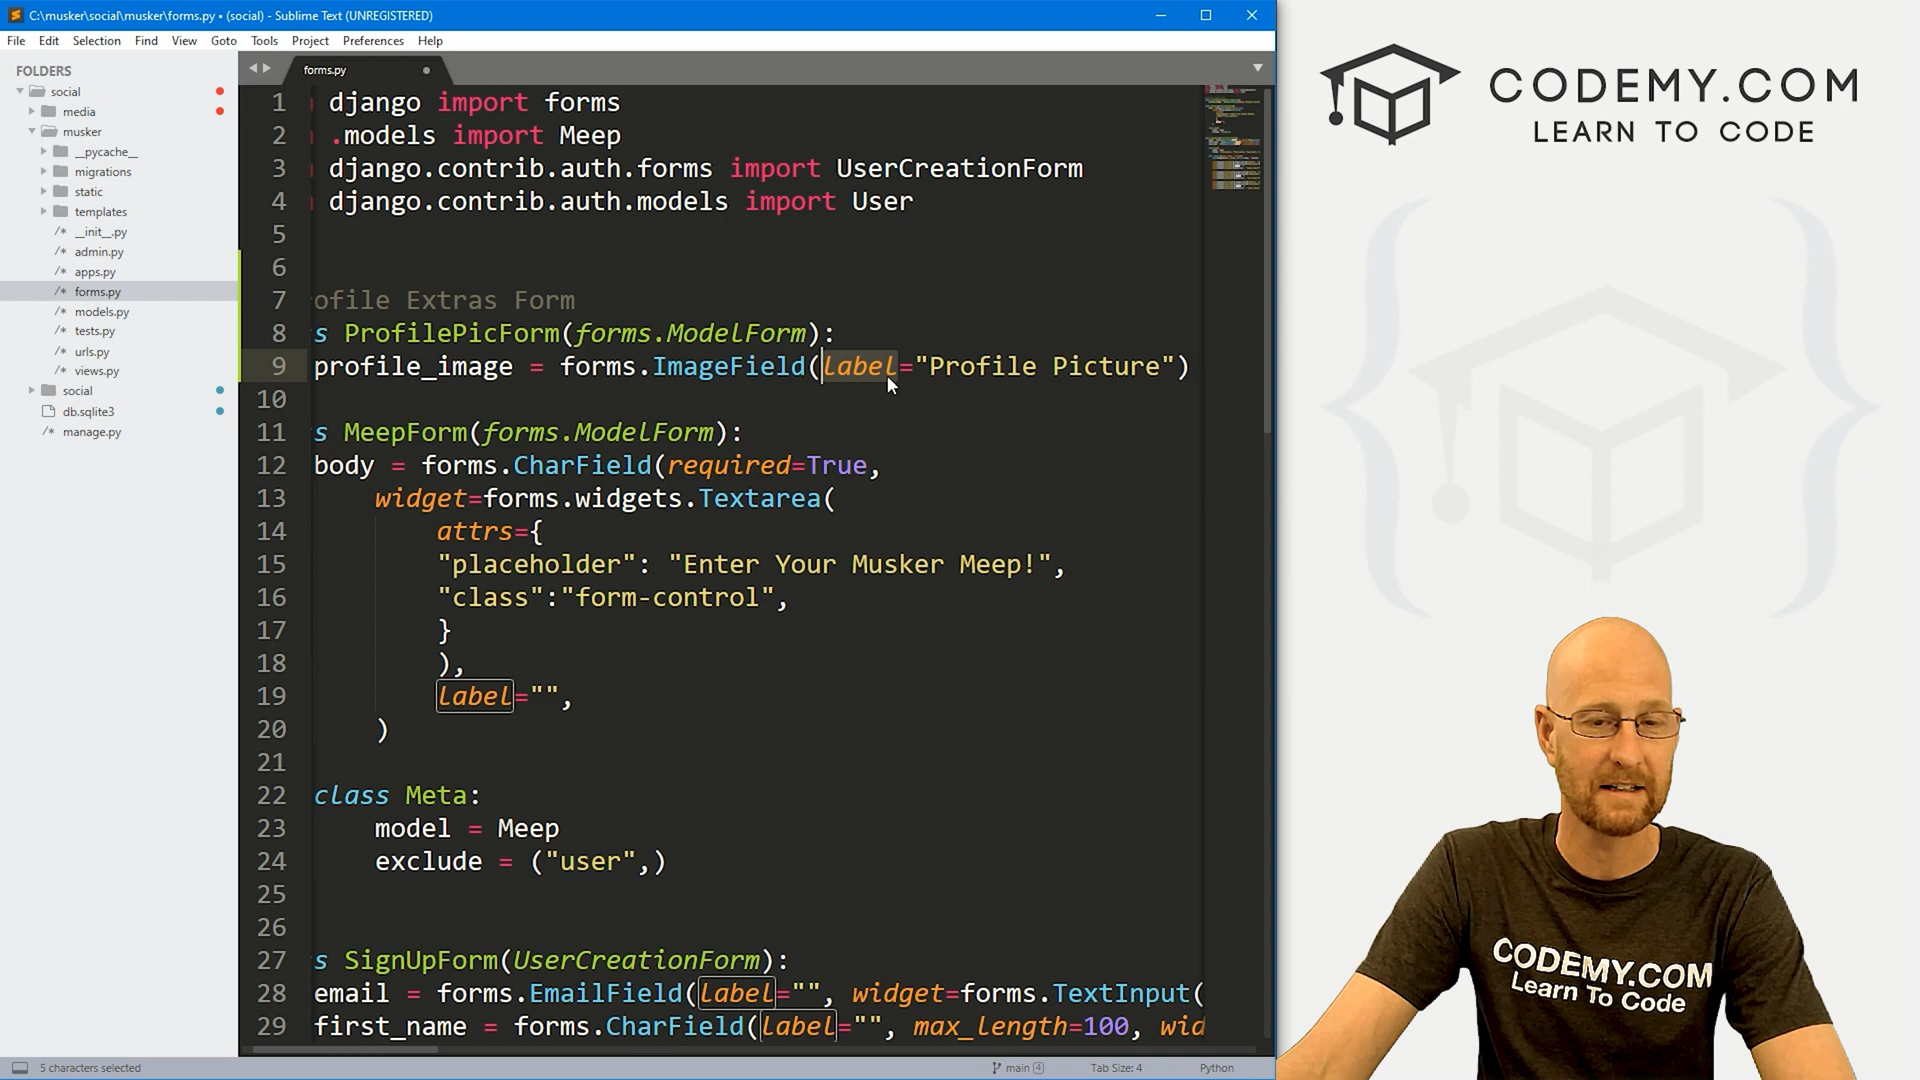 C:\musker\social\musker\forms.py • (social) - Sublime Text (UNREGISTERED)
File Edit Selection Find View Goto Tools Project Preferences Help
FOLDERS
social
media
musker
__pycache__
migrations
static
templates
/* __init__.py
/* admin.py
/* apps.py
/* forms.py
/* models.py
/* tests.py
/* urls.py
/* views.py
social
db.sqlite3
/* manage.py
forms.py
1 django import forms
2 .models import Meep
3 django.contrib.auth.forms import UserCreationForm
4 django.contrib.auth.models import User
5
6
7 ofile Extras Form
8 s ProfilePicForm(forms.ModelForm):
9 profile_image = forms.ImageField(label="Profile Picture")
10
11 s MeepForm(forms.ModelForm):
12 body = forms.CharField(required=True,
13 widget=forms.widgets.Textarea(
14 attrs={
15 "placeholder": "Enter Your Musker Meep!",
16 "class":"form-control",
17 }
18 ),
19 label="",
20 )
21
22 class Meta:
23 model = Meep
24 exclude = ("user",)
25
26
27 s SignUpForm(UserCreationForm):
28 email = forms.EmailField(label="", widget=forms.TextInput(
29 first_name = forms.CharField(label="", max_length=100, wid
5 characters selected
main 4
Tab Size: 4
Python
CODEMY.COM
LEARN TO CODE
CODEMY.COM
Learn To Code